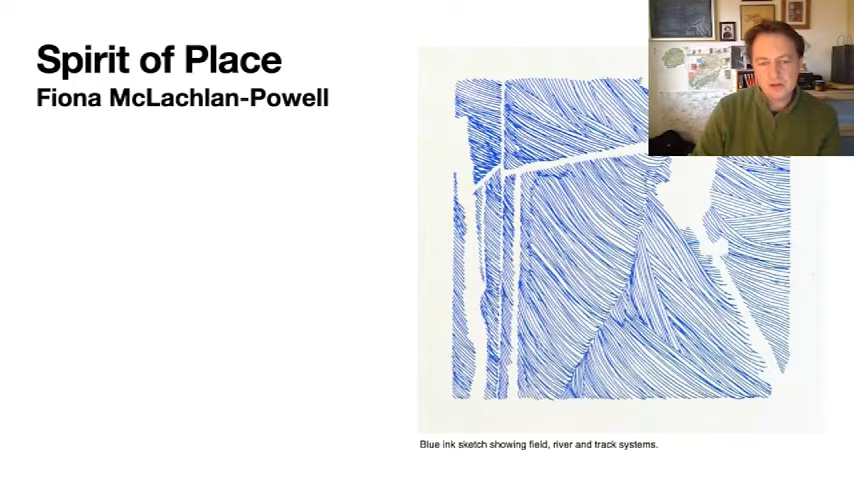 Spirit of Place
Fiona McLachlan-Powell
Blue ink sketch showing field, river and track systems.